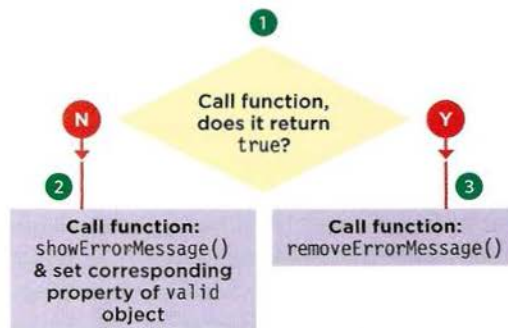 1
Call function,
does it return
true?
N
Y
2
3
Call function:
showErrorMessage()
& set corresponding
property of valid
object
Call function:
removeErrorMessage()